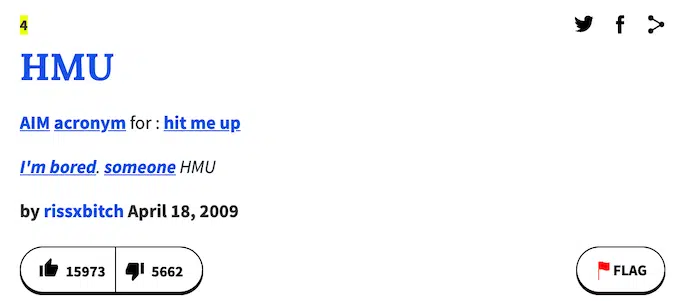 4
HMU
AIM acronym for : hit me up
I'm bored. someone HMU
by rissxbitch April 18, 2009
15973 5662 FLAG